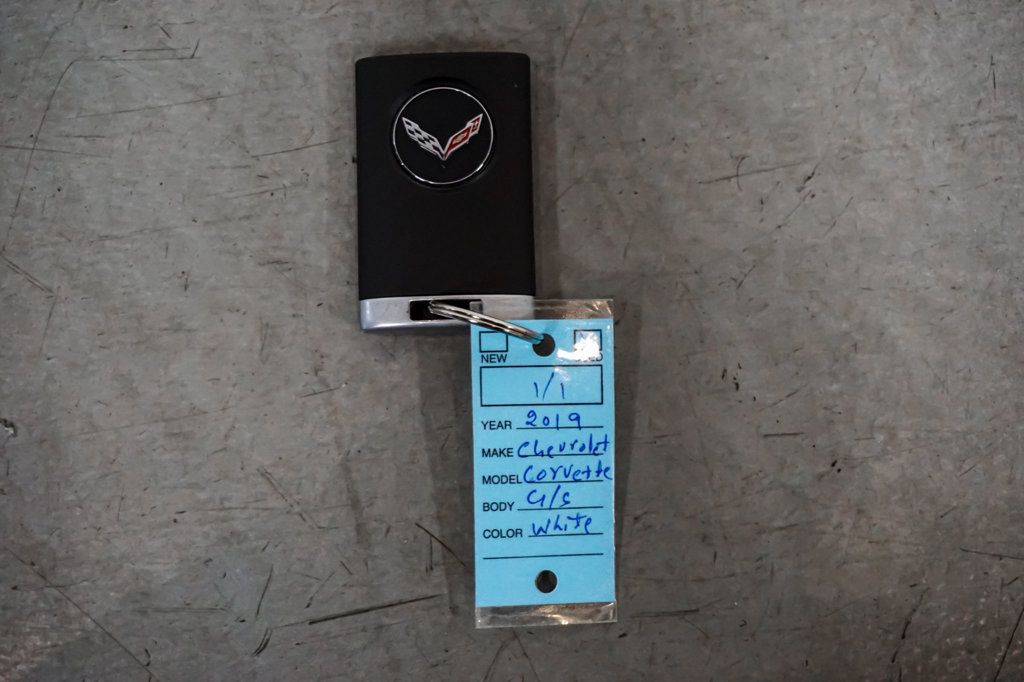 NEW
1/1
YEAR 2019
MAKE Chevrolet
MODEL Corvette
BODY G/S
COLOR White